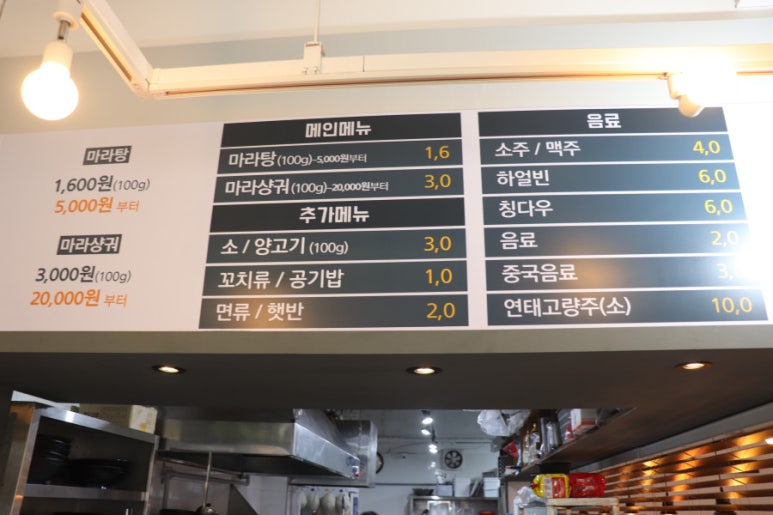 마라탕
1,600원(100g)
5,000원 부터
마라샹궈
3,000원(100g)
20,000원 부터
메인메뉴
마라탕(100g)-5,000원부터 1,6
마라샹궈(100g)-20,000원부터 3,0
추가메뉴
소 / 양고기 (100g) 3,0
꼬치류 / 공기밥 1,0
면류 / 햇반 2,0
음료
소주 / 맥주 4,0
하얼빈 6,0
칭다우 6,0
음료 2,0
중국음료
연태고량주(소) 10,0